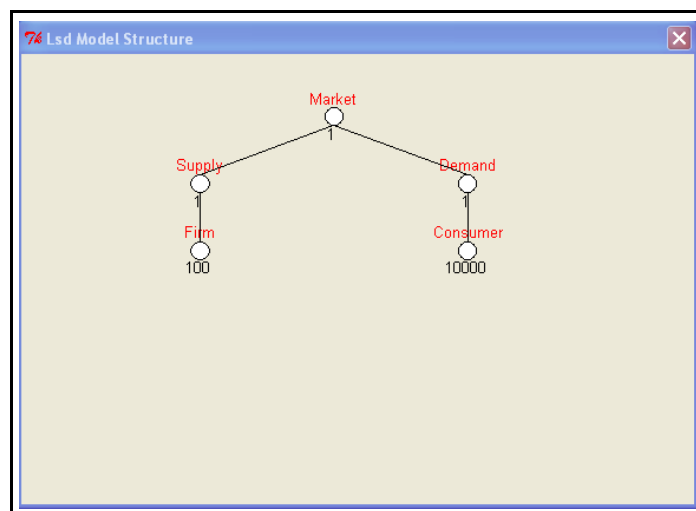 Lsd Model Structure
Market
1
Supply
Demand
1
1
Firm
Consumer
100
10000